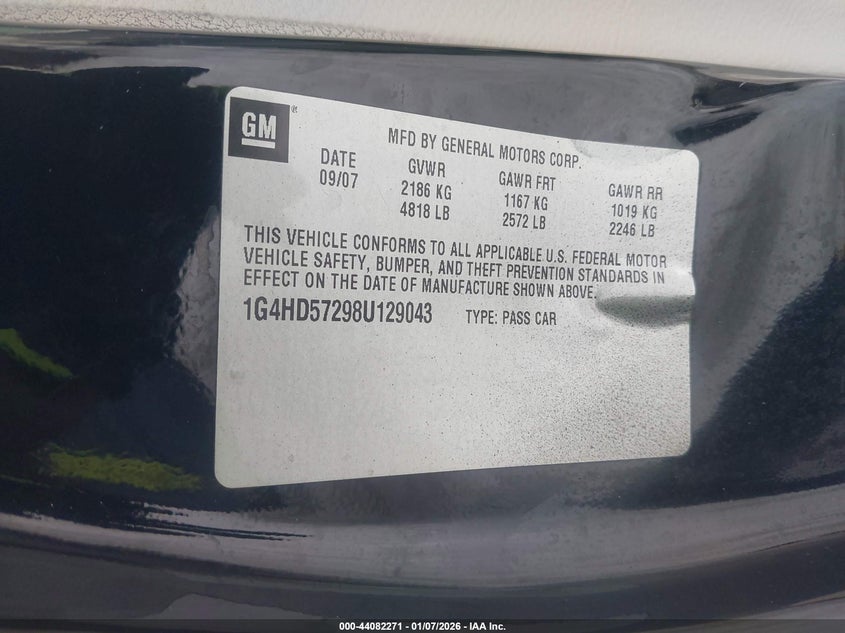 GM
MFD BY GENERAL MOTORS CORP.
DATE GVWR GAWR FRT GAWR RR
09/07 2186 KG 1167 KG 1019 KG
4818 LB 2572 LB 2246 LB
THIS VEHICLE CONFORMS TO ALL APPLICABLE U.S. FEDERAL MOTOR
VEHICLE SAFETY, BUMPER, AND THEFT PREVENTION STANDARDS IN
EFFECT ON THE DATE OF MANUFACTURE SHOWN ABOVE.
1G4HD57298U129043 TYPE: PASS CAR
000-44082271 - 01/07/2026 - IAA Inc.